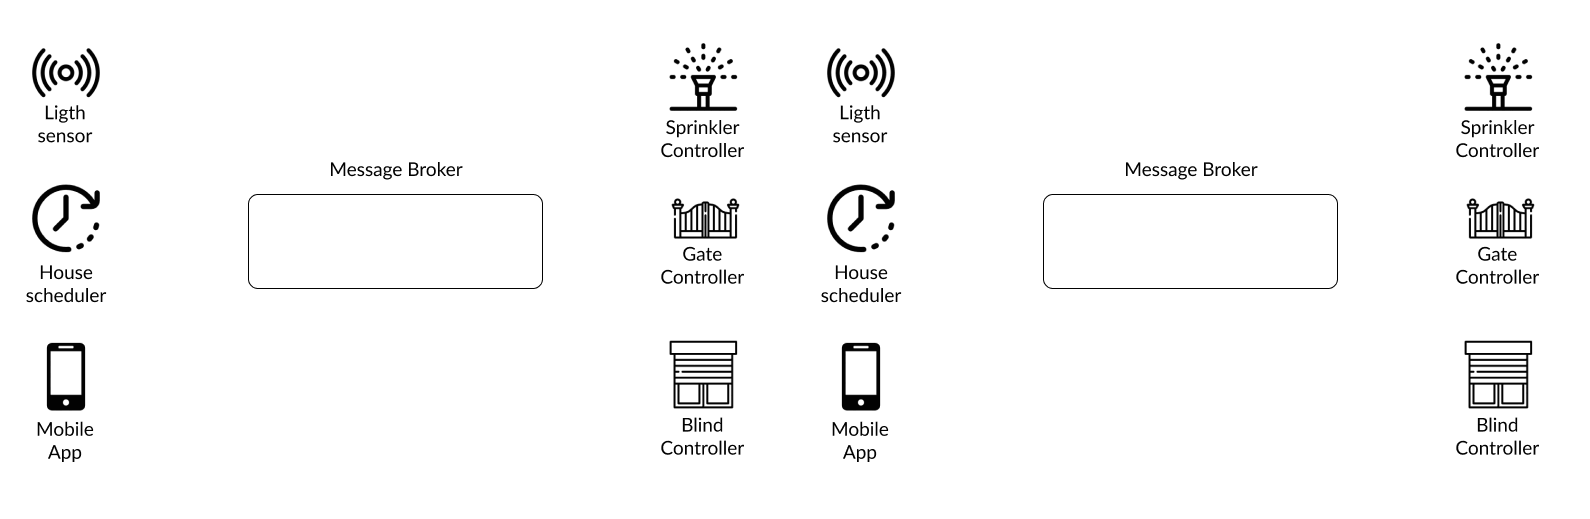 Ligth
sensor
House
scheduler
Mobile
App
Message Broker
Sprinkler
Controller
Gate
Controller
Blind
Controller
Ligth
sensor
House
scheduler
Mobile
App
Message Broker
Sprinkler
Controller
Gate
Controller
Blind
Controller